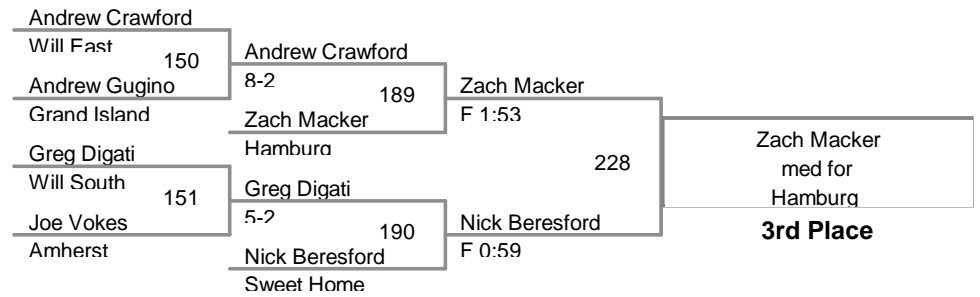 Andrew Crawford
Will East
150
Andrew Gugino
Grand Island
Greg Digati
Will South
151
Joe Vokes
Amherst
Andrew Crawford
8-2
189
Zach Macker
Hamburg
Greg Digati
5-2
190
Nick Beresford
Sweet Home
Zach Macker
F 1:53
228
Nick Beresford
F 0:59
Zach Macker
med for
Hamburg
3rd Place